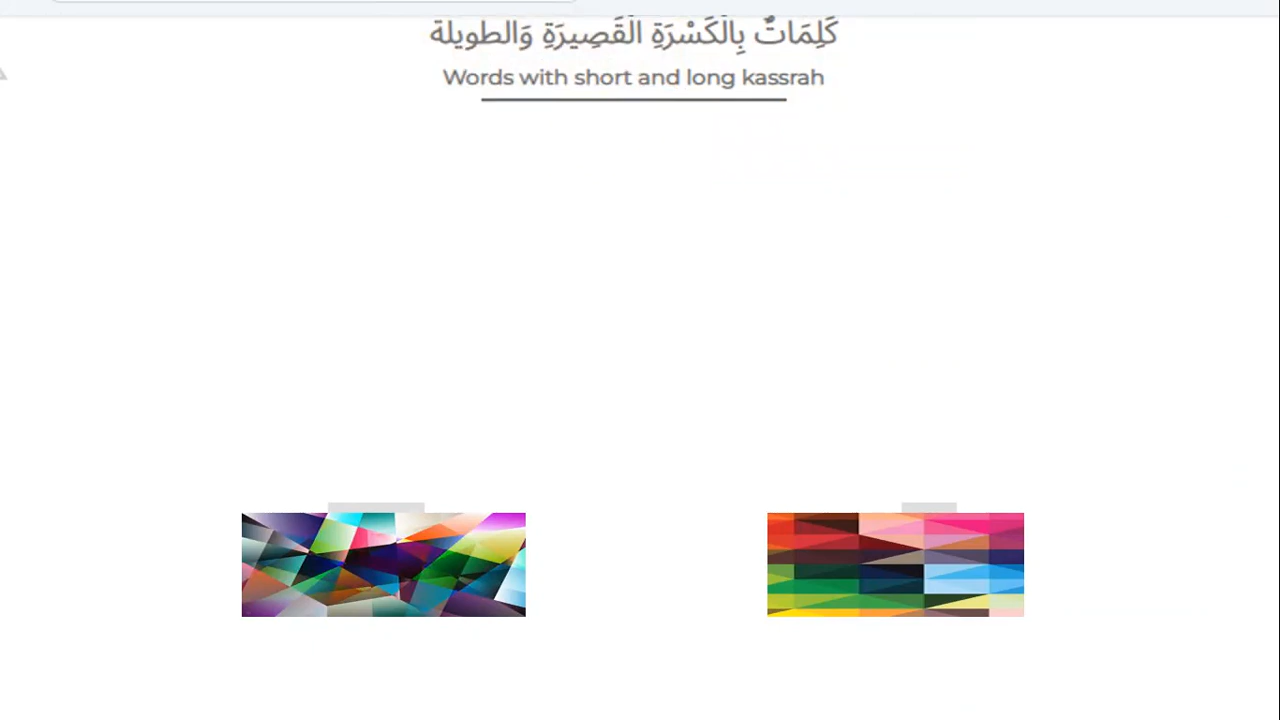 كَلِمَاتٌ بِالْكَسْرَةِ الْقَصِيرَةِ وَالطويلة
Words with short and long kassrah